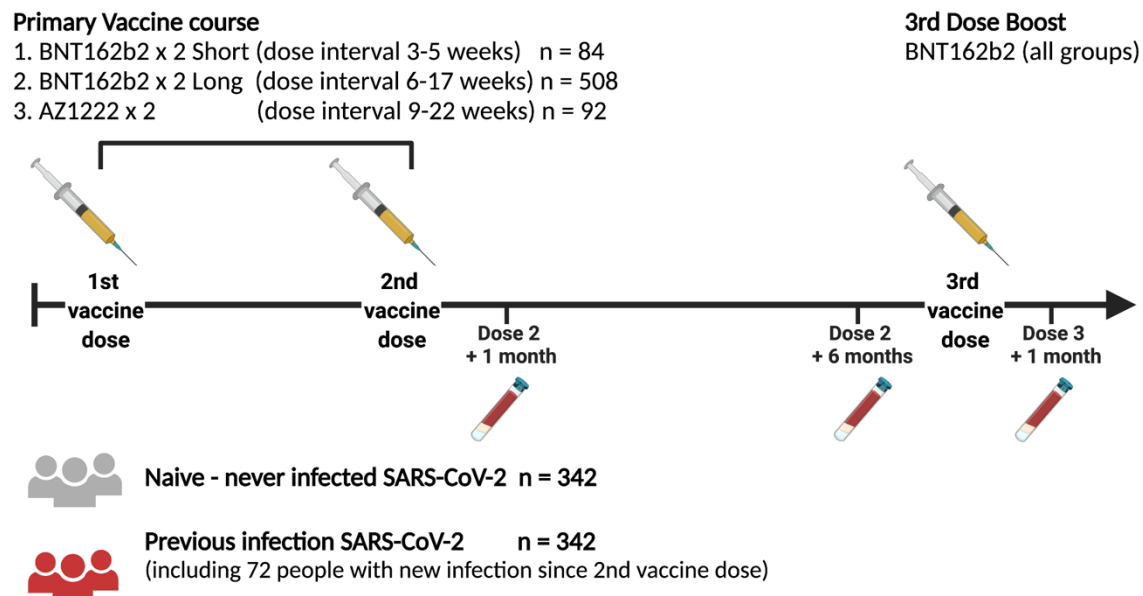 Primary Vaccine course
1. BNT162b2 x 2 Short (dose interval 3-5 weeks) n = 84
2. BNT162b2 x 2 Long (dose interval 6-17 weeks) n = 508
3. AZ1222 x 2 (dose interval 9-22 weeks) n = 92
3rd Dose Boost
BNT162b2 (all groups)
1st
vaccine
dose
2nd
vaccine
dose
3rd
vaccine
dose
Dose 2
+ 1 month
Dose 2
+ 6 months
Dose 3
+ 1 month
Naive - never infected SARS-CoV-2 n = 342
Previous infection SARS-CoV-2 n = 342
(including 72 people with new infection since 2nd vaccine dose)